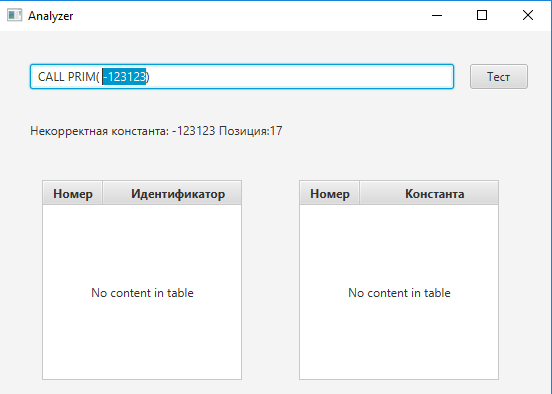 Analyzer
CALL PRIM( -123123)
Тест
Некорректная константа: -123123 Позиция:17
Номер Идентификатор
Номер Константа
No content in table
No content in table